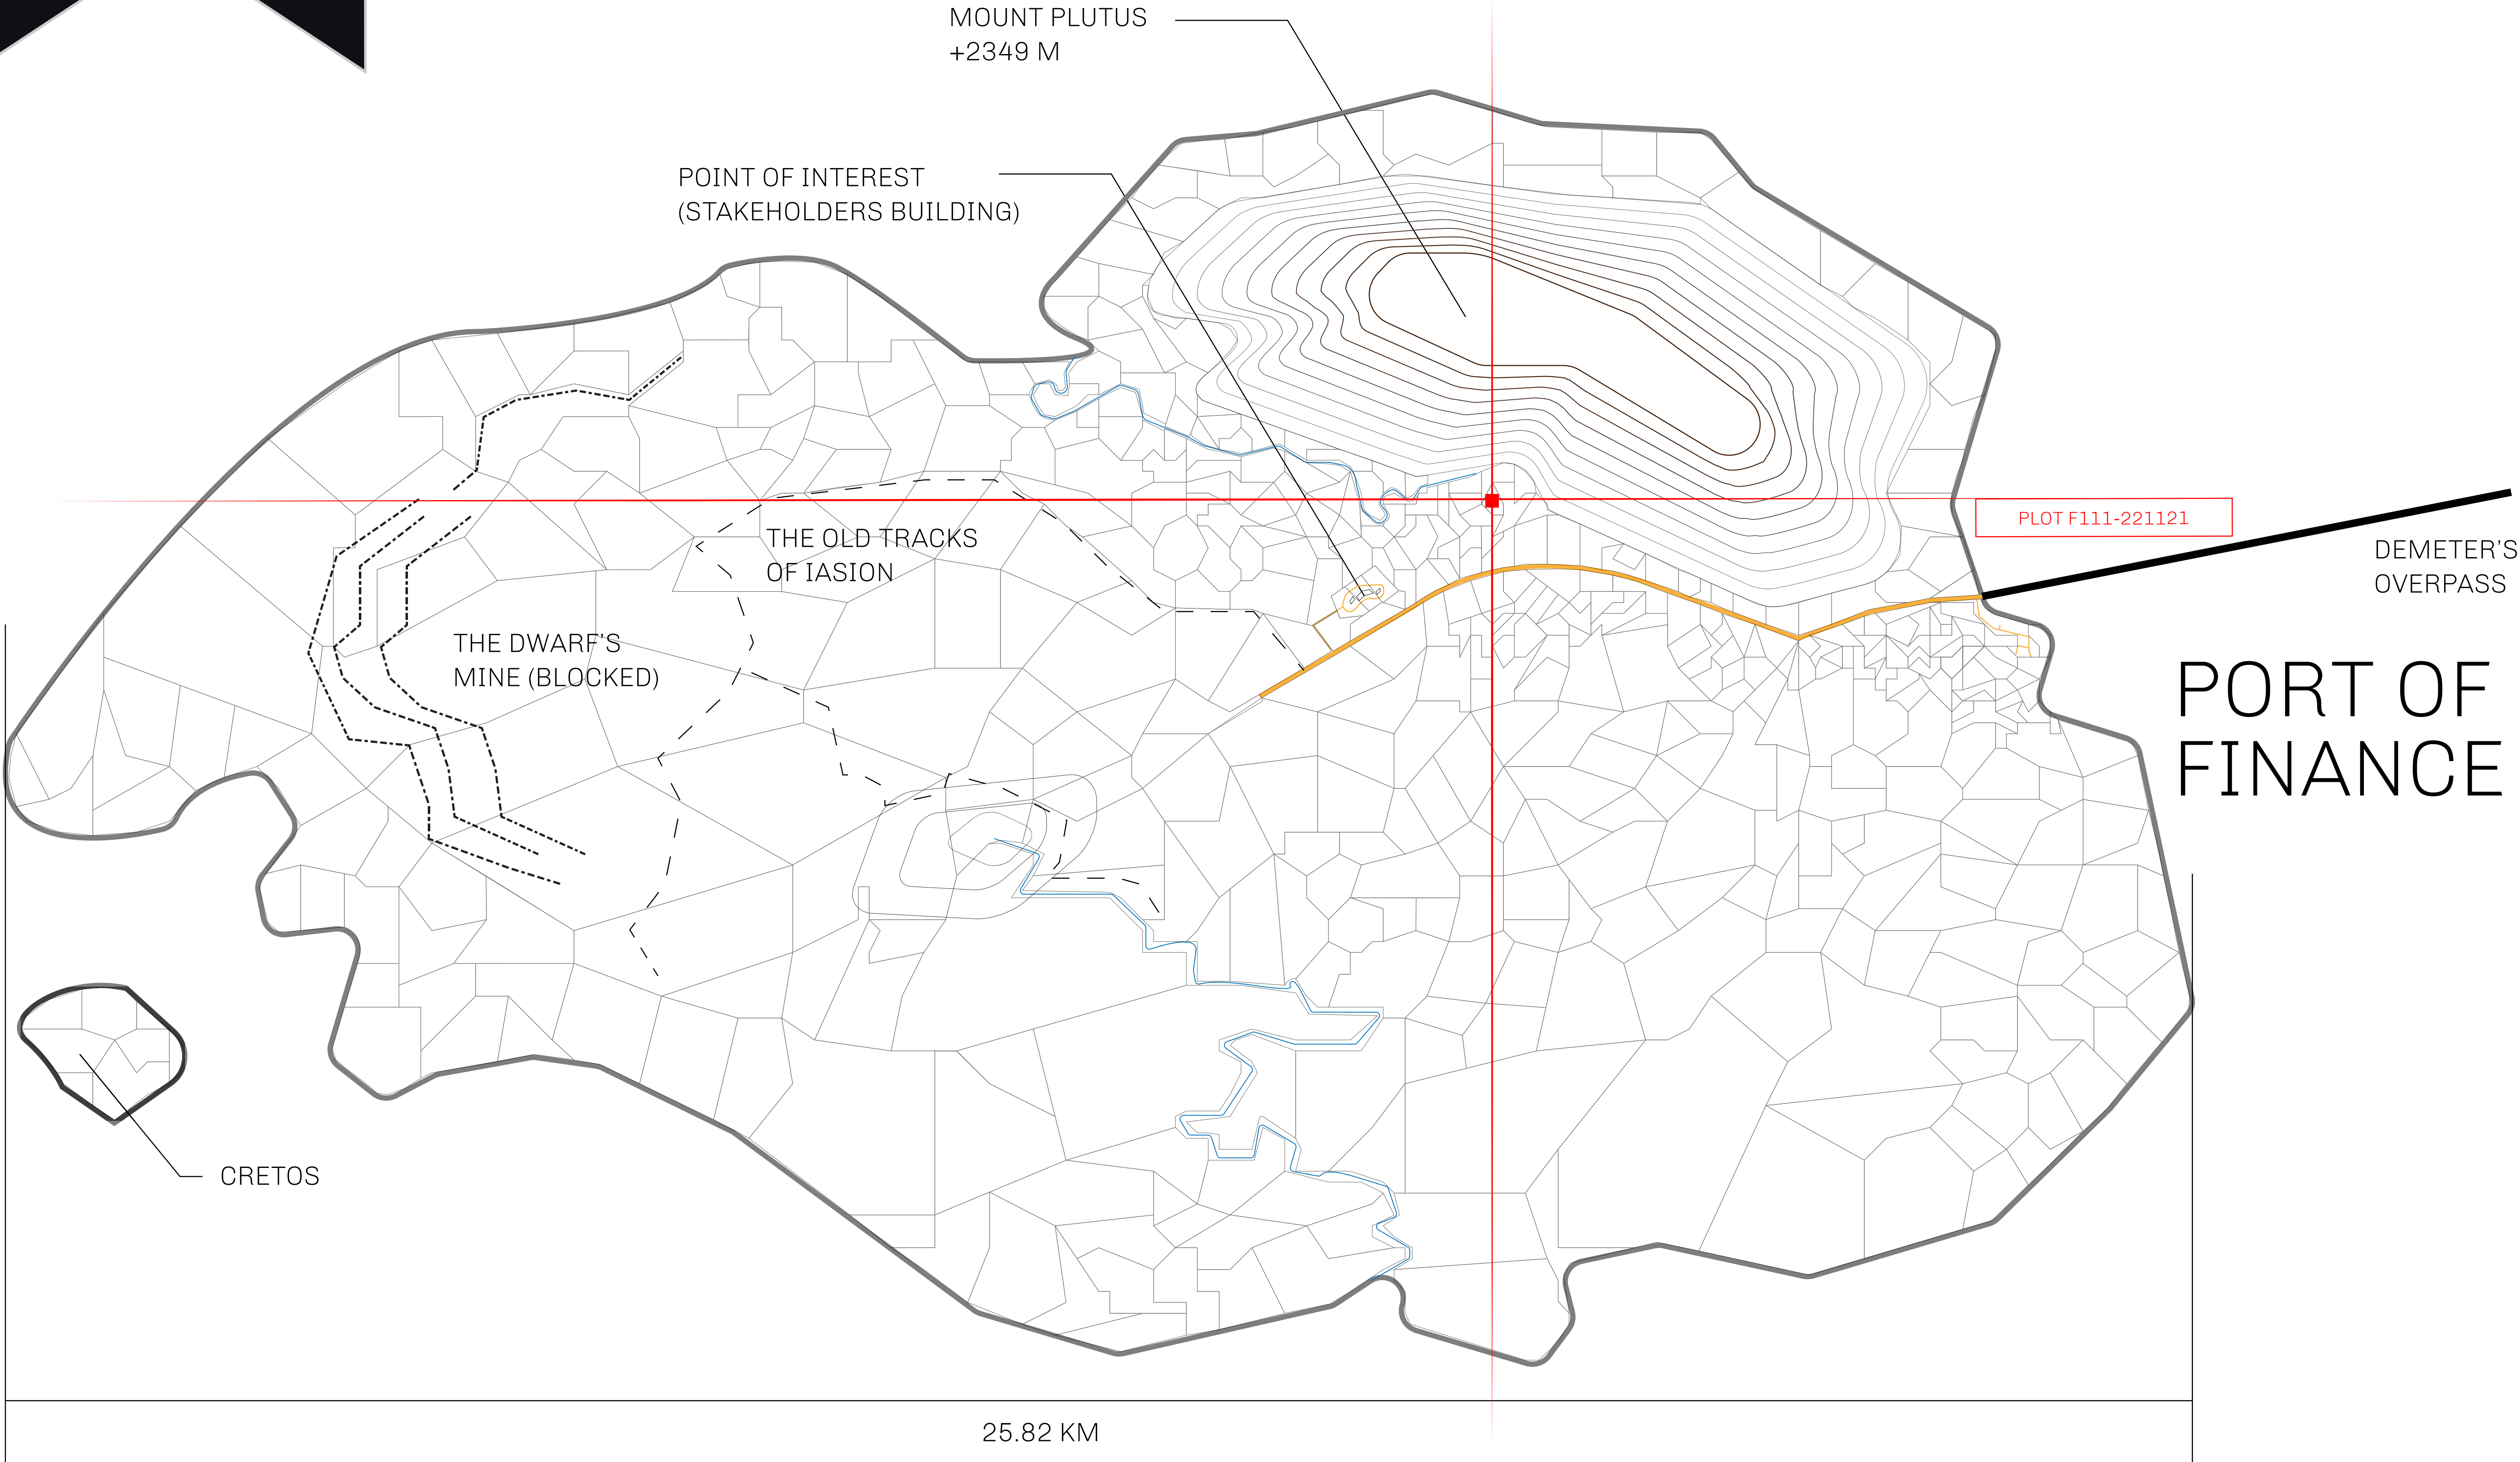 MOUNT PLUTUS
+2349 M
POINT OF INTEREST
(STAKEHOLDERS BUILDING)
PLOT F111-221121
THE OLD TRACKS
OF IASION
DEMETER'S
OVERPASS
THE DWARF'S
MINE (BLOCKED)
PORT OF
FINANCE
CRETOS
25.82 KM